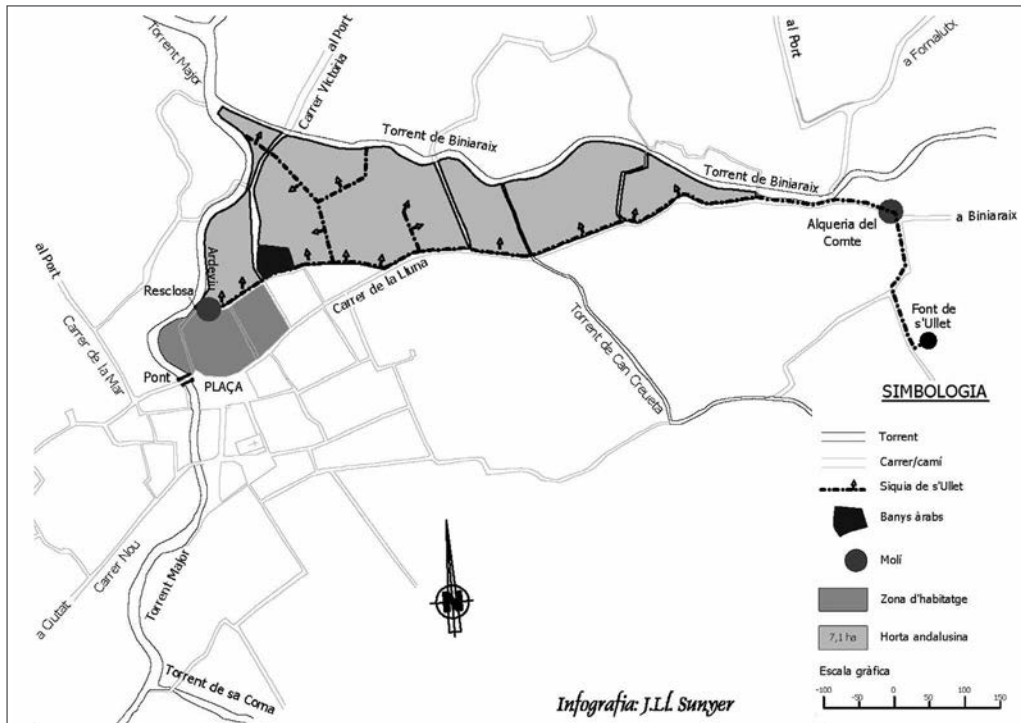 Torrent Major
al Port
Carrer Victòria
al Port
a Fornalutx
Torrent de Biniaraix
Torrent de Biniaraix
Alqueria del
Comte
a Biniaraix
Ardeviu
al Port
Resclosa
Carrer de la Lluna
Carrer de la Mar
Torrent de Can Creueta
Font de
s'Ullet
Pont
PLAÇA
a Ciutat
Carrer Nou
Torrent Major
Torrent de sa Coma
N
SIMBOLOGIA
Torrent
Carrer/camí
Siquia de s'Ullet
Banys àrabs
Molí
Zona d'habitatge
7,1 ha
Horta andalusina
Escala gràfica
-100
-50
0
50
150
Infografia: J.Ll. Sunyer